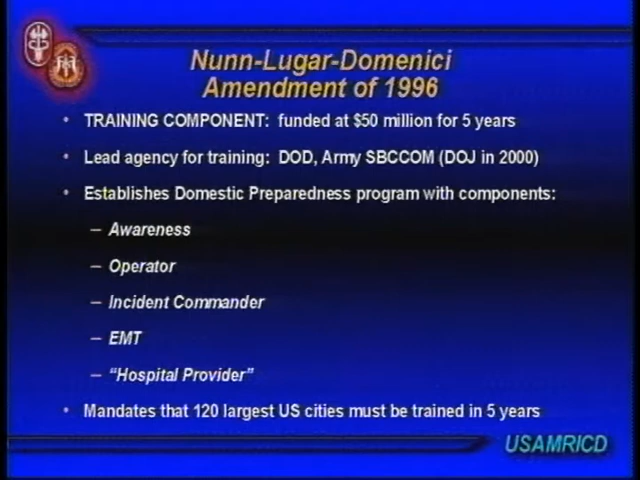 Nunn-Lugar-Domenici
Amendment of 1996
• TRAINING COMPONENT: funded at $50 million for 5 years
• Lead agency for training: DOD, Army SBCCOM (DOJ in 2000)
• Establishes Domestic Preparedness program with components:
– Awareness
– Operator
– Incident Commander
– EMT
– “Hospital Provider”
• Mandates that 120 largest US cities must be trained in 5 years
USAMRICD